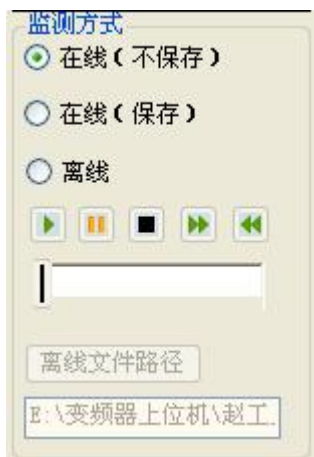 监测方式
在线(不保存)
在线(保存)
离线
离线文件路径
E:\变频器上位机\赵工.